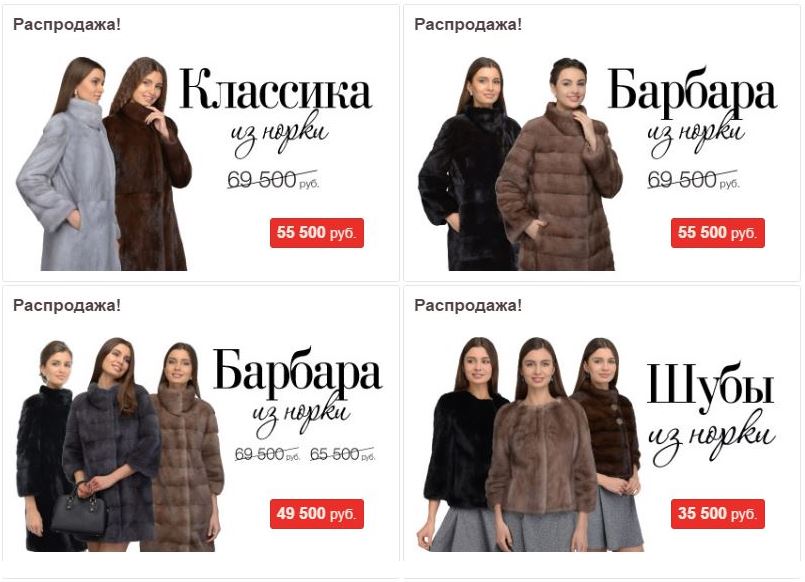 Распродажа!
Классика
из норки
69 500 руб.
55 500 руб.
Распродажа!
Барбара
из норки
69 500 руб.
55 500 руб.
Распродажа!
Барбара
из норки
69 500 руб. 65 500 руб.
49 500 руб.
Распродажа!
Шубы
из норки
35 500 руб.